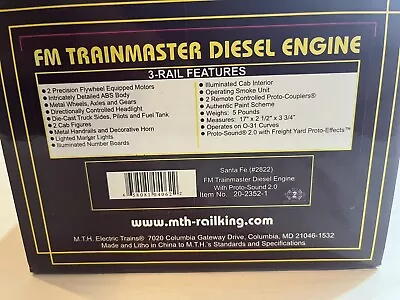 FM TRAINMASTER DIESEL ENGINE
3-RAIL FEATURES
• 2 Precision Flywheel Equipped Motors
• Intricately Detailed ABS Body
• Metal Wheels, Axles and Gears
• Directionally Controlled Headlight
• Die-Cast Truck Sides, Pilots and Fuel Tank
• 2 Cab Figures
• Metal Handrails and Decorative Horn
• Lighted Marker Lights
• Illuminated Number Boards
• Illuminated Cab Interior
• Operating Smoke Unit
• 2 Remote Controlled Proto-Couplers®
• Authentic Paint Scheme
• Weighs: 5 Pounds
• Measures: 17" x 2 1/2" x 3 3/4"
• Operates on O-31 Curves
• Proto-Sound® 2.0 with Freight Yard Proto-Effects™
Santa Fe (#2822)
FM Trainmaster Diesel Engine
With Proto-Sound 2.0
Item No. 20-2352-1
www.mth-railking.com
M.T.H. Electric Trains® 7020 Columbia Gateway Drive, Columbia, MD 21046-1532
Made and Litho in China to M.T.H.'s Standards and Specifications